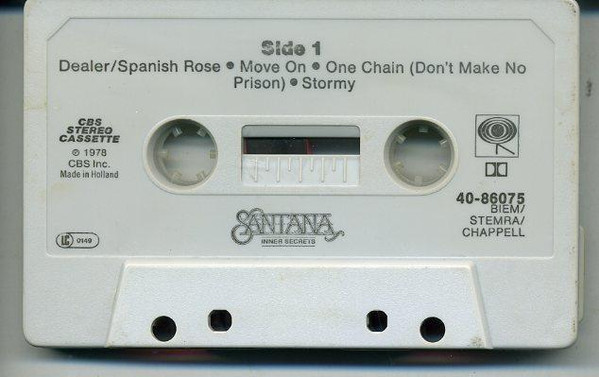 Side 1
Dealer/Spanish Rose • Move On • One Chain (Don't Make No
Prison) • Stormy
CBS
STEREO
CASSETTE
℗ 1978
CBS Inc.
Made in Holland
40-86075
BIEM/
STEMRA/
CHAPPELL
SANTANA
INNER SECRETS
LC 0149